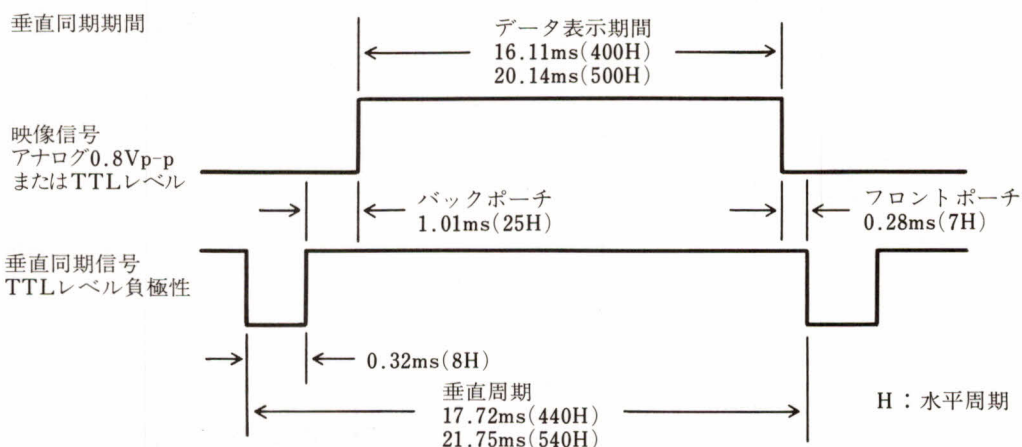 垂直同期期間
データ表示期間
16.11ms(400H)
20.14ms(500H)
映像信号
アナログ0.8Vp-p
またはTTLレベル
バックポーチ
1.01ms(25H)
フロントポーチ
0.28ms(7H)
垂直同期信号
TTLレベル負極性
0.32ms(8H)
垂直周期
17.72ms(440H)
21.75ms(540H)
H：水平周期